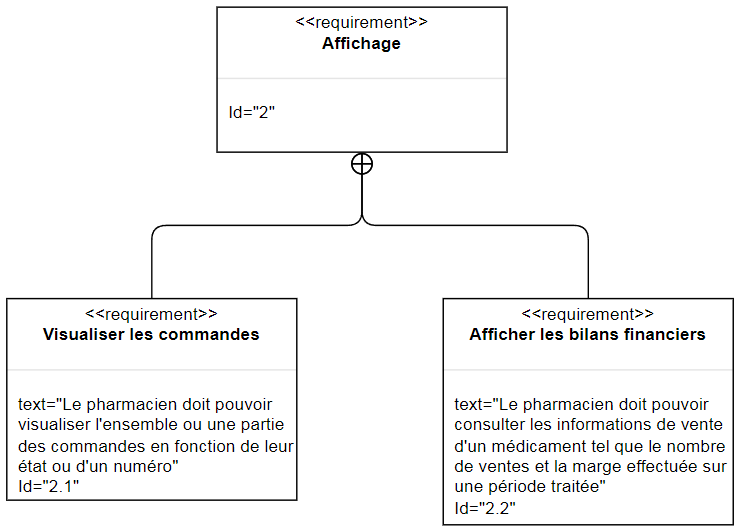 <<requirement>>
Affichage
Id="2"
<<requirement>>
Visualiser les commandes
text="Le pharmacien doit pouvoir
visualiser l'ensemble ou une partie
des commandes en fonction de leur
état ou d'un numéro"
Id="2.1"
<<requirement>>
Afficher les bilans financiers
text="Le pharmacien doit pouvoir
consulter les informations de vente
d'un médicament tel que le nombre
de ventes et la marge effectuée sur
une période traitée"
Id="2.2"